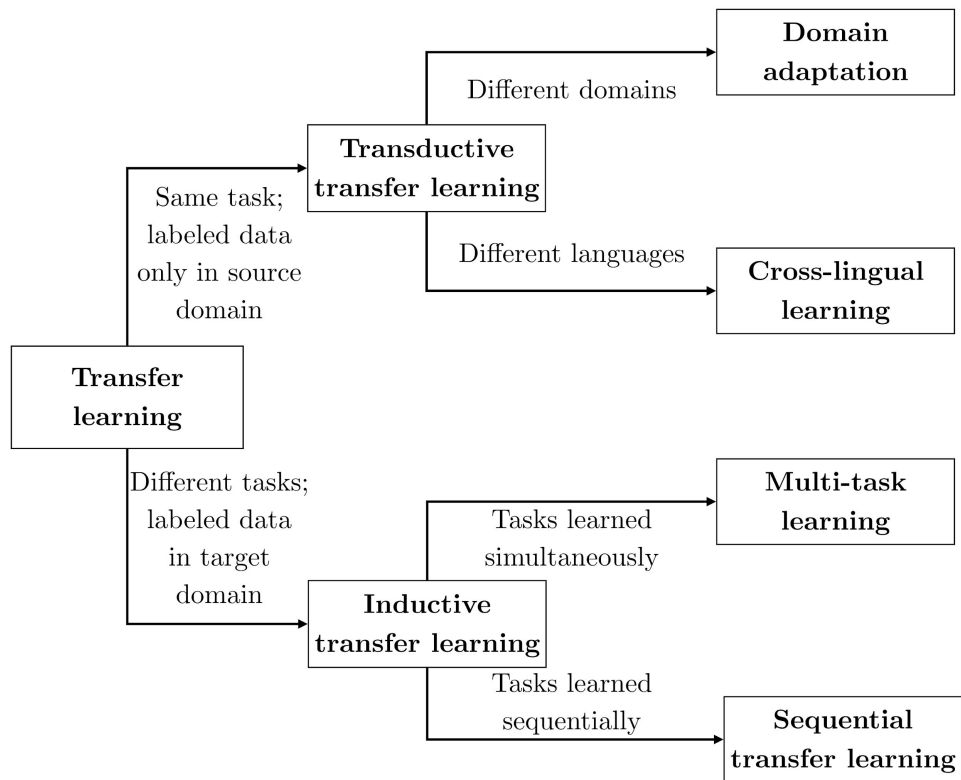 Domain
adaptation
Different domains
Transductive
transfer learning
Same task;
labeled data
only in source
domain
Different languages
Cross-lingual
learning
Transfer
learning
Different tasks;
labeled data
in target
domain
Multi-task
learning
Tasks learned
simultaneously
Inductive
transfer learning
Tasks learned
sequentially
Sequential
transfer learning